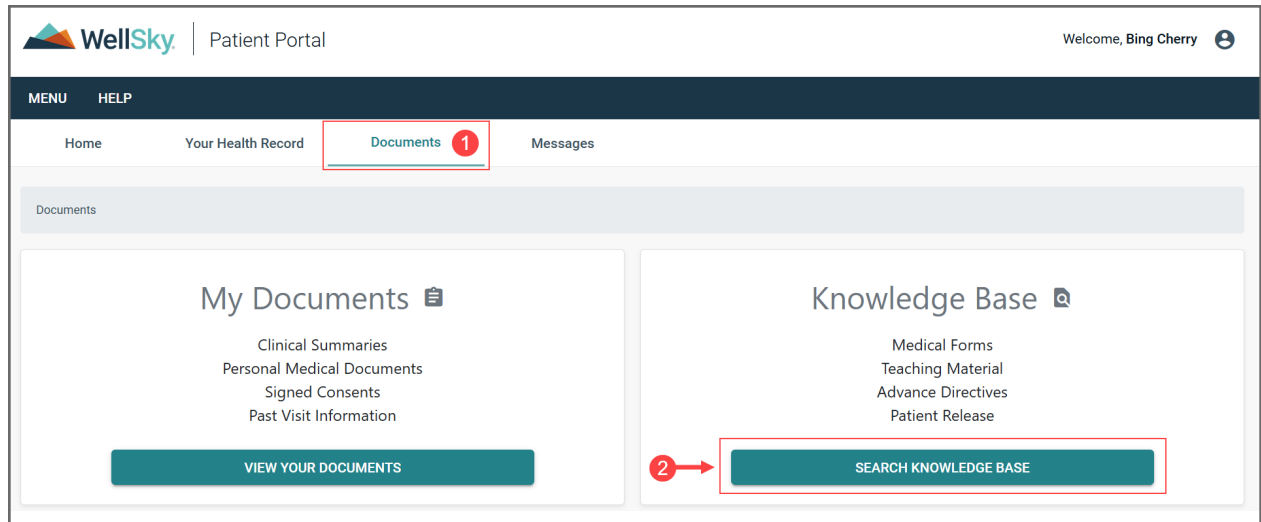 WellSky. Patient Portal
Welcome, Bing Cherry
MENU HELP
Home Your Health Record Documents 1 Messages
Documents
My Documents
Clinical Summaries
Personal Medical Documents
Signed Consents
Past Visit Information
VIEW YOUR DOCUMENTS
Knowledge Base
Medical Forms
Teaching Material
Advance Directives
Patient Release
2
SEARCH KNOWLEDGE BASE